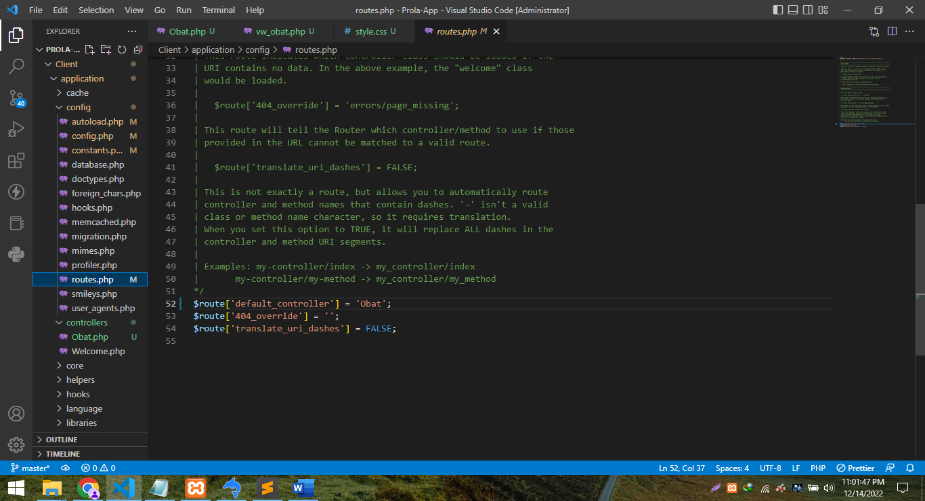 File Edit Selection View Go Run Terminal Help
routes.php - Prola-App - Visual Studio Code [Administrator]
EXPLORER
PROLA-...
Client
application
cache
config
autoload.php M
config.php M
constants.p... M
database.php
doctypes.php
foreign_chars.php
hooks.php
memcached.php
migration.php
mimes.php
profiler.php
routes.php M
smileys.php
user_agents.php
controllers
Obat.php U
Welcome.php
core
helpers
hooks
language
libraries
OUTLINE
TIMELINE
40
Obat.php U
vw_obat.php U
# style.css U
routes.php M
Client > application > config > routes.php
33 | URI contains no data. In the above example, the "welcome" class
34 | would be loaded.
35 |
36 | $route['404_override'] = 'errors/page_missing';
37 |
38 | This route will tell the Router which controller/method to use if those
39 | provided in the URL cannot be matched to a valid route.
40 |
41 | $route['translate_uri_dashes'] = FALSE;
42 |
43 | This is not exactly a route, but allows you to automatically route
44 | controller and method names that contain dashes. '-' isn't a valid
45 | class or method name character, so it requires translation.
46 | When you set this option to TRUE, it will replace ALL dashes in the
47 | controller and method URI segments.
48 |
49 | Examples: my-controller/index -> my_controller/index
50 | my-controller/my-method -> my_controller/my_method
51 */
52 $route['default_controller'] = 'Obat';
53 $route['404_override'] = '';
54 $route['translate_uri_dashes'] = FALSE;
55
master*
0 0
Ln 52, Col 37 Spaces: 4 UTF-8 LF PHP Prettier
11:01:47 PM
12/14/2022